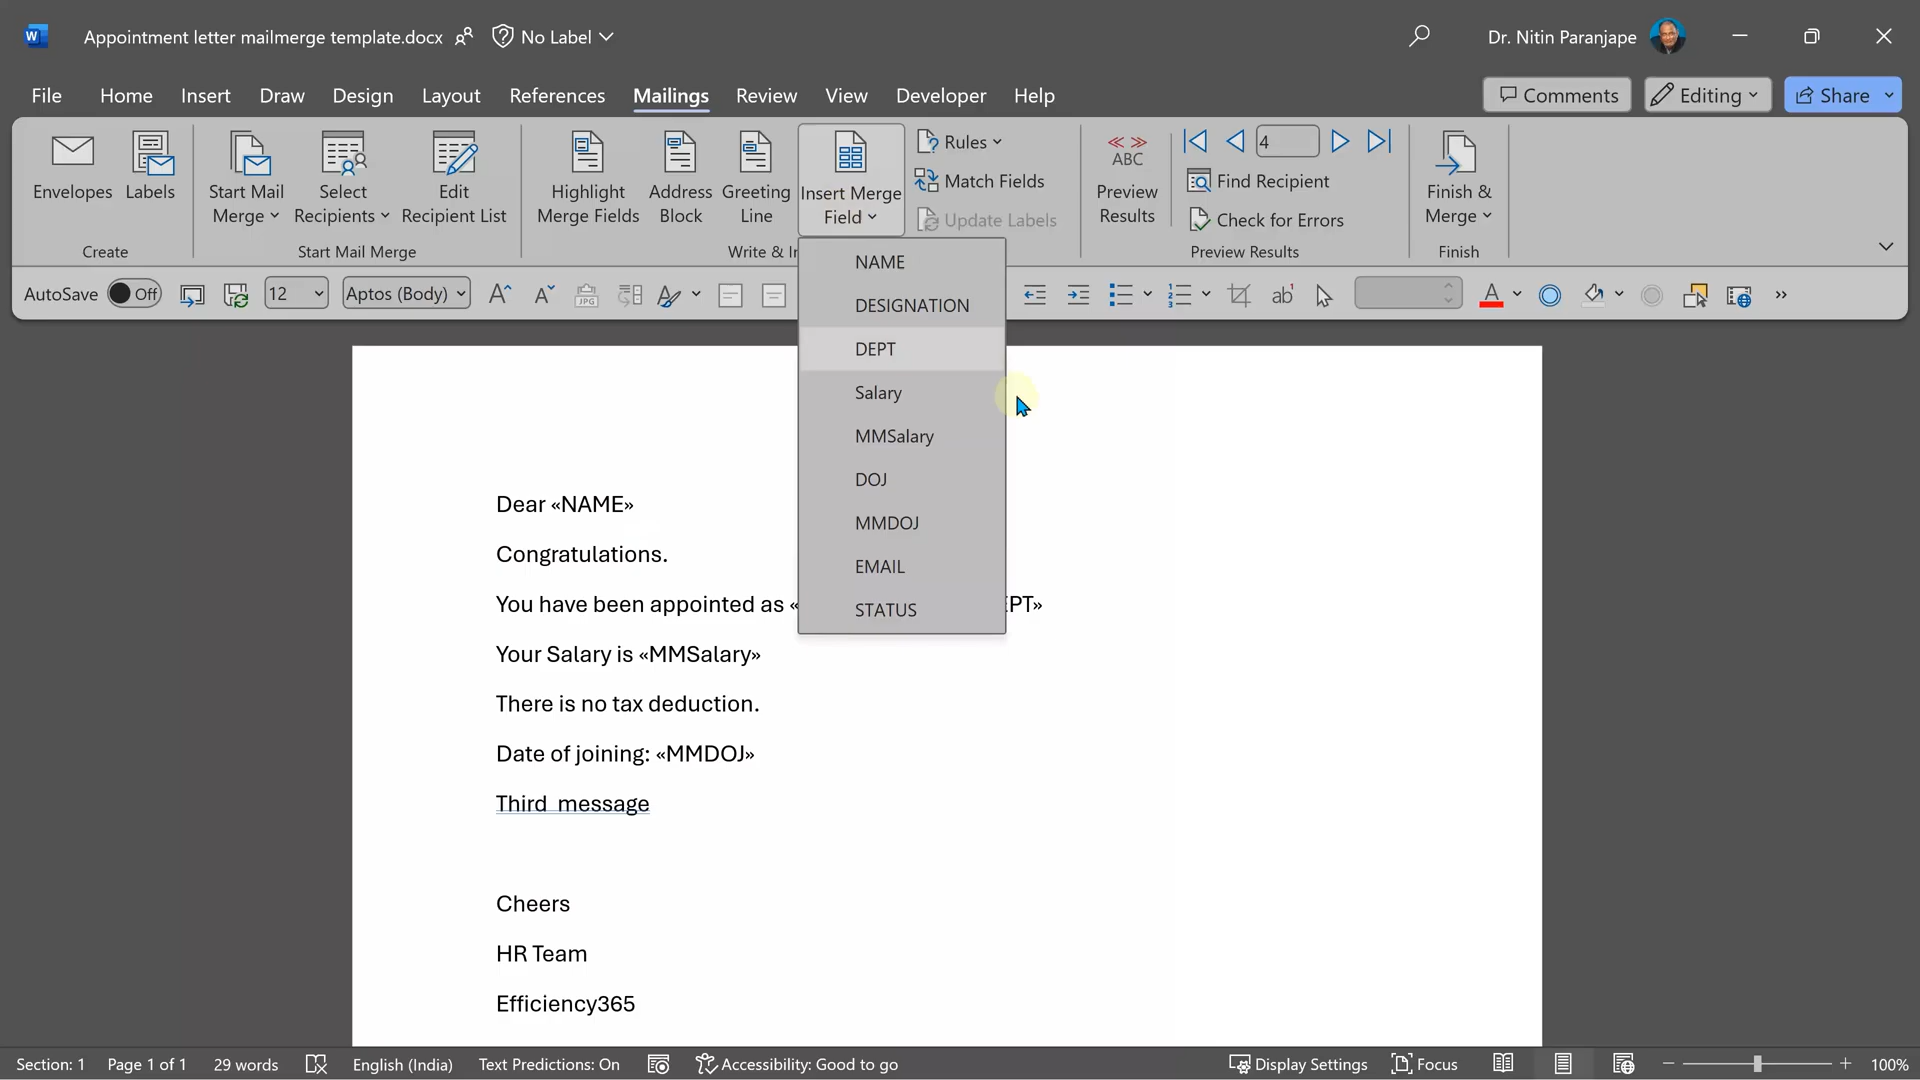 W
Appointment letter mailmerge template.docx
No Label
Dr. Nitin Paranjape
File Home Insert Draw Design Layout References Mailings Review View Developer Help
Comments Editing Share
Envelopes
Labels
Start Mail
Merge
Select
Recipients
Edit
Recipient List
Highlight
Merge Fields
Address
Block
Greeting
Line
Insert Merge
Field
Rules
Match Fields
Update Labels
ABC
Preview
Results
4
Find Recipient
Check for Errors
Finish &
Merge
Create
Start Mail Merge
Write & In
Preview Results
Finish
AutoSave Off 12 Aptos (Body) A A JPG ab A
NAME
DESIGNATION
DEPT
Salary
MMSalary
DOJ
MMDOJ
EMAIL
STATUS
Dear «NAME»
Congratulations.
You have been appointed as « EPT»
Your Salary is «MMSalary»
There is no tax deduction.
Date of joining: «MMDOJ»
Third message
Cheers
HR Team
Efficiency365
Section: 1 Page 1 of 1 29 words English (India) Text Predictions: On Accessibility: Good to go Display Settings Focus 100%